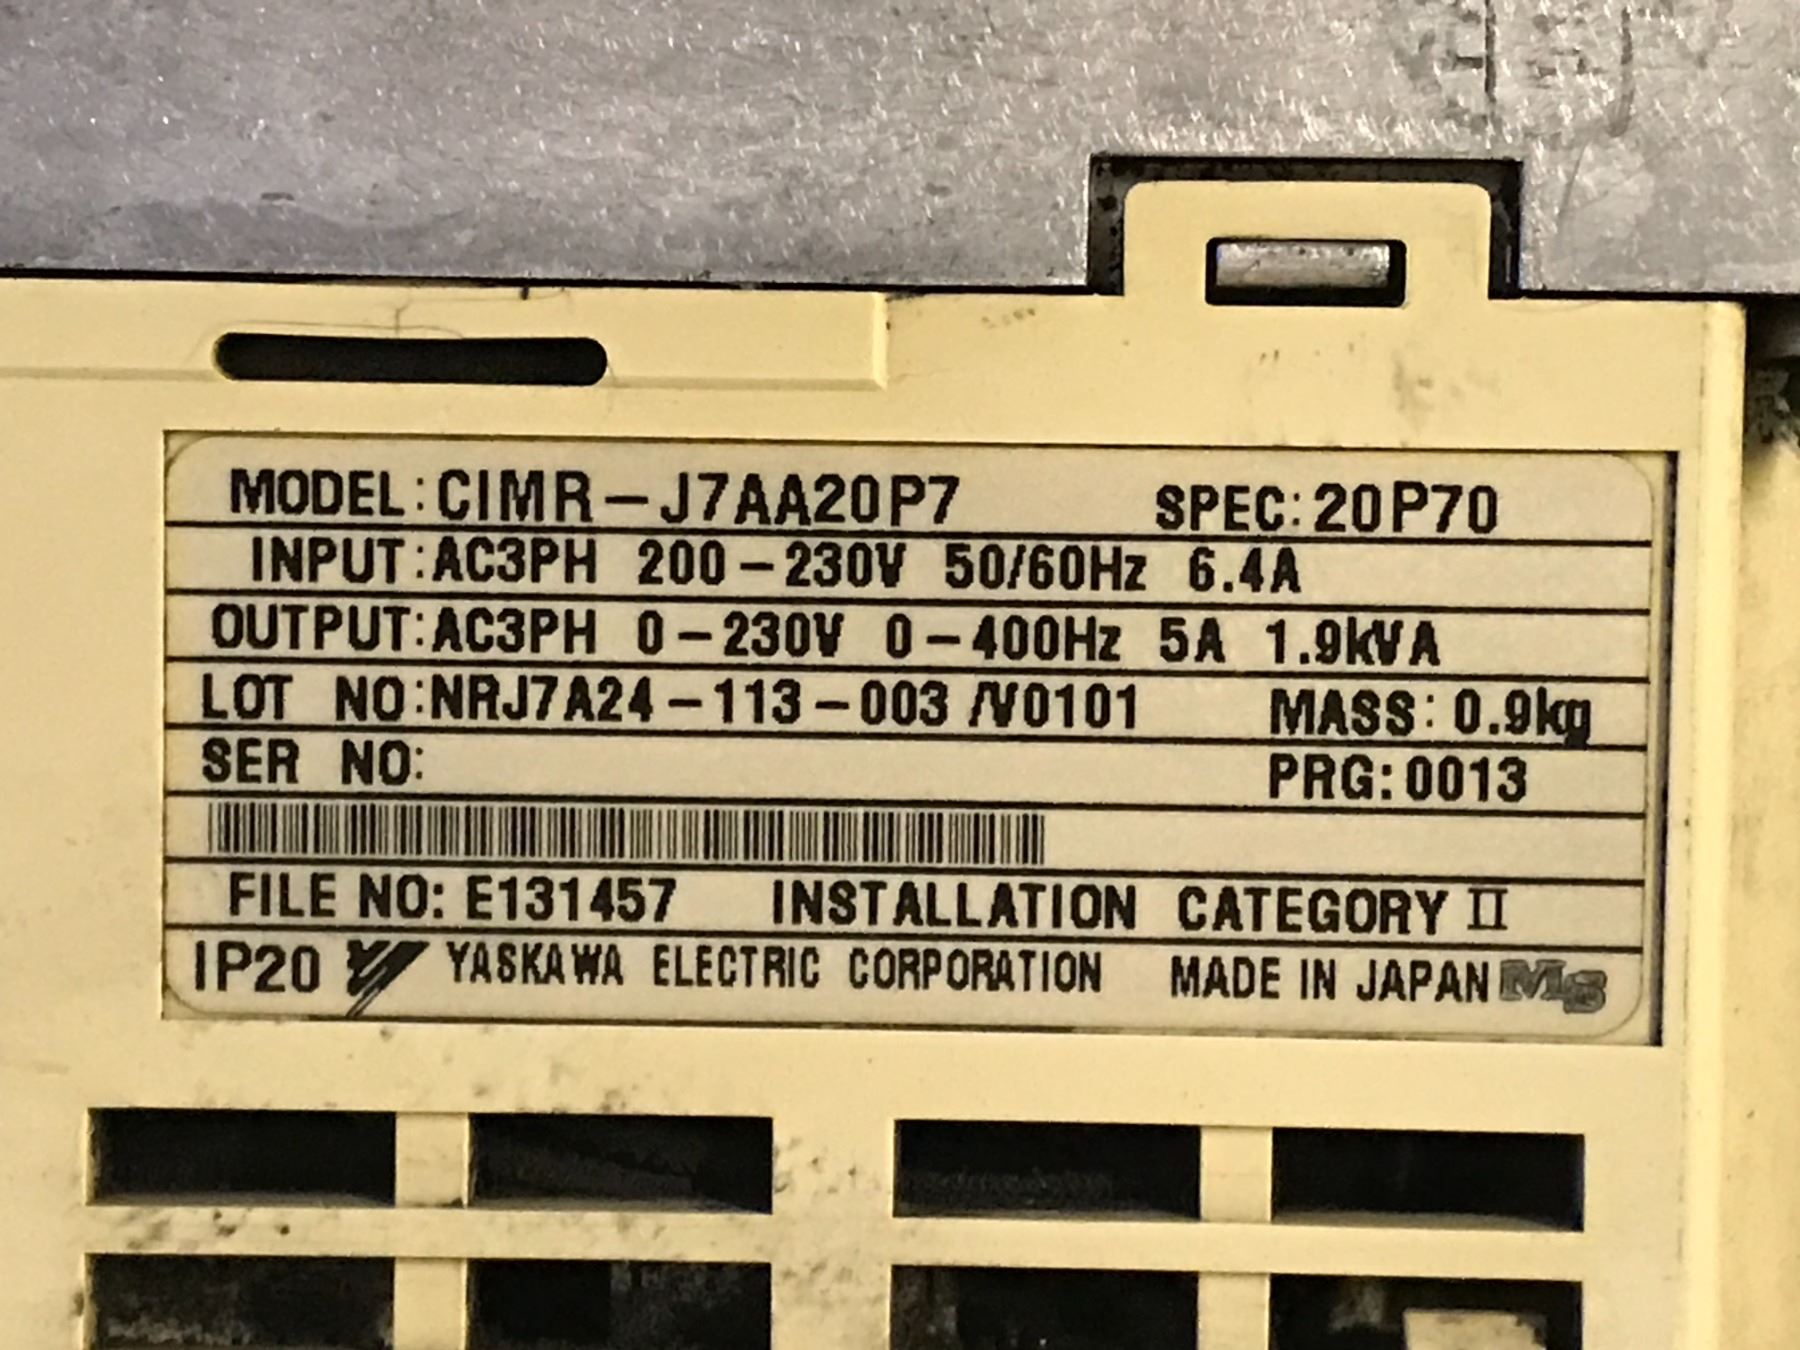 MODEL:CIMR-J7AA20P7 SPEC:20P70
INPUT:AC3PH 200-230V 50/60Hz 6.4A
OUTPUT:AC3PH 0-230V 0-400Hz 5A 1.9kVA
LOT NO:NRJ7A24-113-003/V0101 MASS:0.9kg
SER NO: PRG:0013
FILE NO:E131457 INSTALLATION CATEGORY II
IP20 YASKAWA ELECTRIC CORPORATION MADE IN JAPAN MS